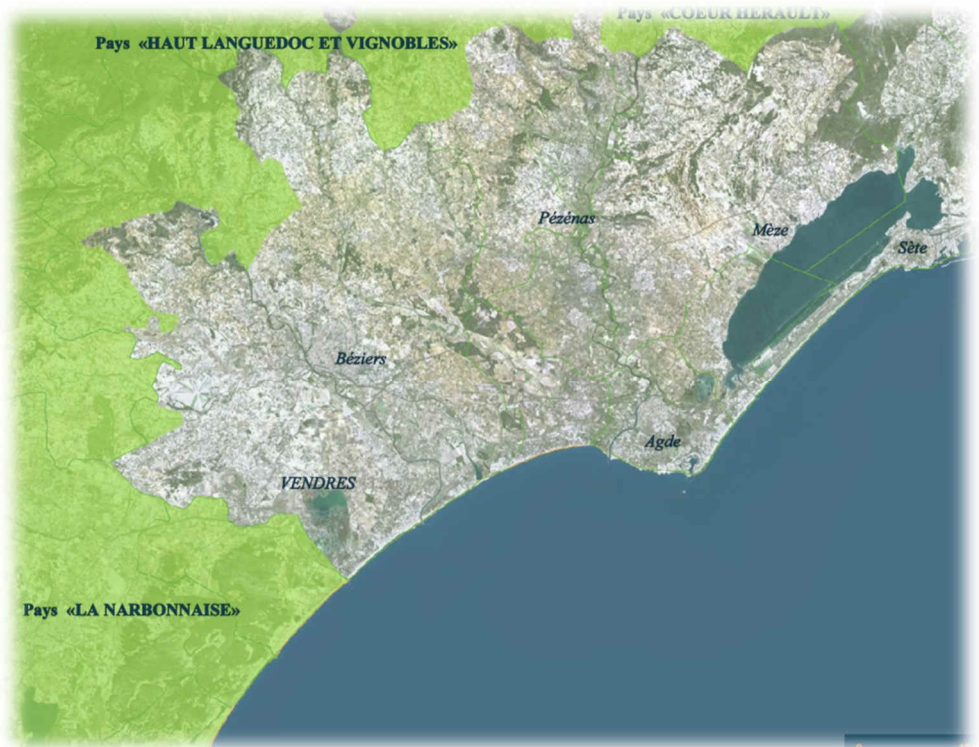 Pays «COEUR HERAULT»
Pays «HAUT LANGUEDOC ET VIGNOBLES»
Pézénas
Mèze
Sète
Béziers
Agde
VENDRES
Pays «LA NARBONNAISE»